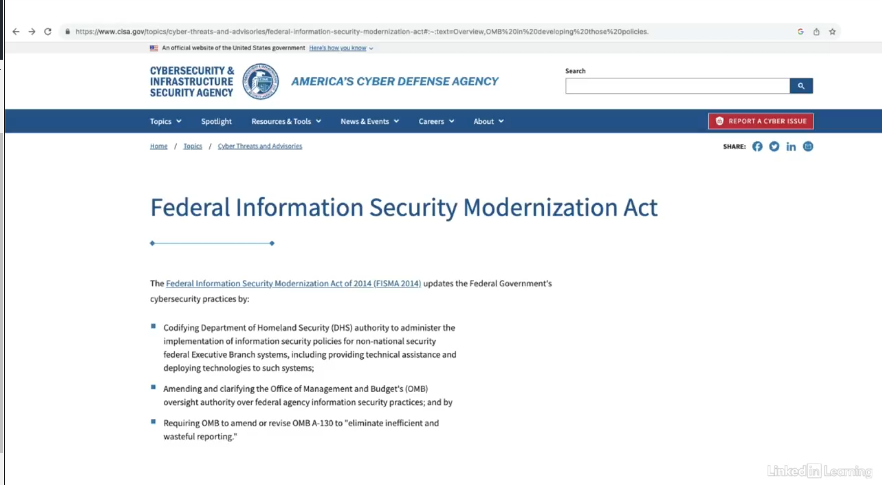 https://www.cisa.gov/topics/cyber-threats-and-advisories/federal-information-security-modernization-act#:~:text=Overview,OMB%20in%20developing%20those%20policies.
An official website of the United States government Here's how you know
CYBERSECURITY &
INFRASTRUCTURE
SECURITY AGENCY
AMERICA'S CYBER DEFENSE AGENCY
Search
Topics Spotlight Resources & Tools News & Events Careers About REPORT A CYBER ISSUE
Home / Topics / Cyber Threats and Advisories SHARE:
Federal Information Security Modernization Act
The Federal Information Security Modernization Act of 2014 (FISMA 2014) updates the Federal Government's
cybersecurity practices by:
Codifying Department of Homeland Security (DHS) authority to administer the
implementation of information security policies for non-national security
federal Executive Branch systems, including providing technical assistance and
deploying technologies to such systems;
Amending and clarifying the Office of Management and Budget's (OMB)
oversight authority over federal agency information security practices; and by
Requiring OMB to amend or revise OMB A-130 to "eliminate inefficient and
wasteful reporting."
LinkedIn Learning